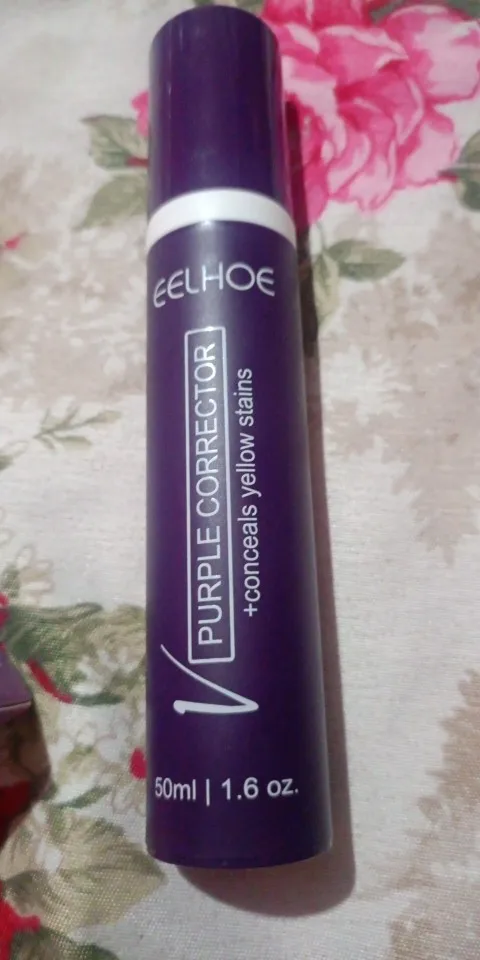 EELHOE
V PURPLE CORRECTOR
+conceals yellow stains
50ml | 1.6 oz.